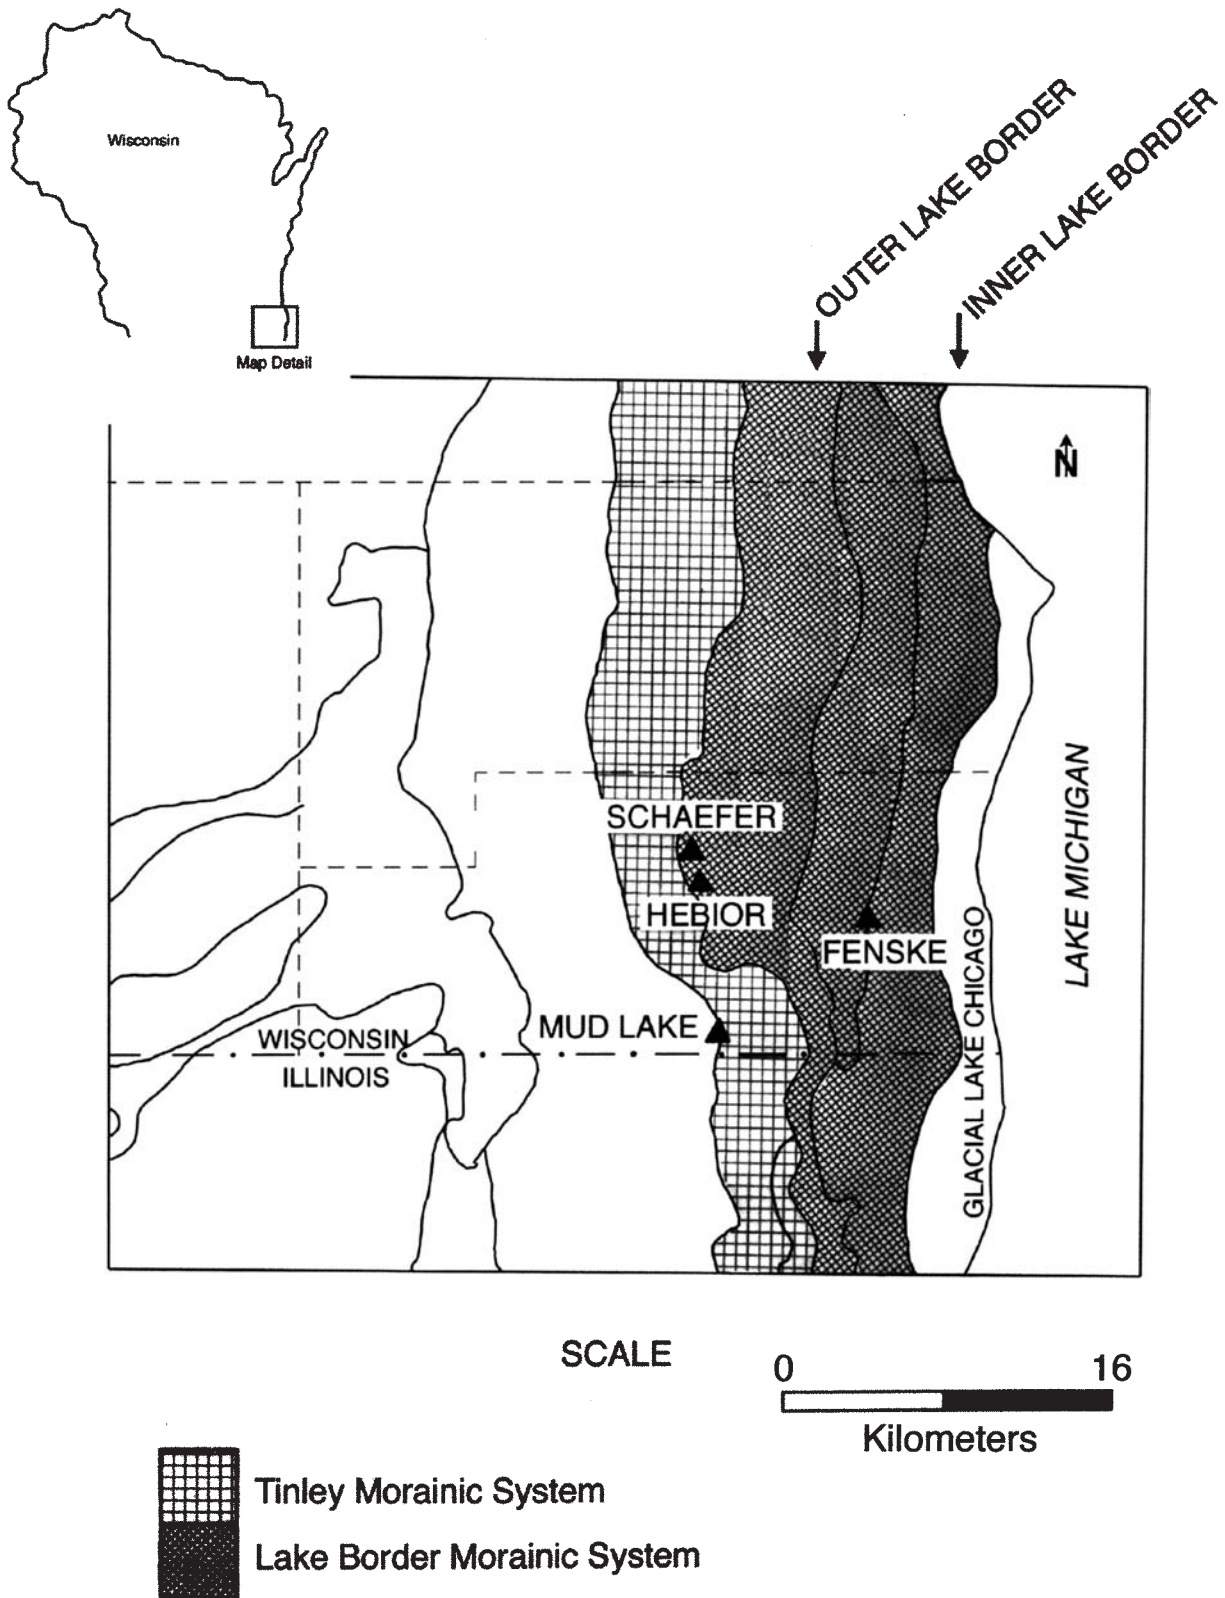 Wisconsin
Map Detail
OUTER LAKE BORDER
INNER LAKE BORDER
N
SCHAEFER
HEBIOR
FENSKE
MUD LAKE
WISCONSIN
ILLINOIS
GLACIAL LAKE CHICAGO
LAKE MICHIGAN
SCALE
0 16
Kilometers
Tinley Morainic System
Lake Border Morainic System